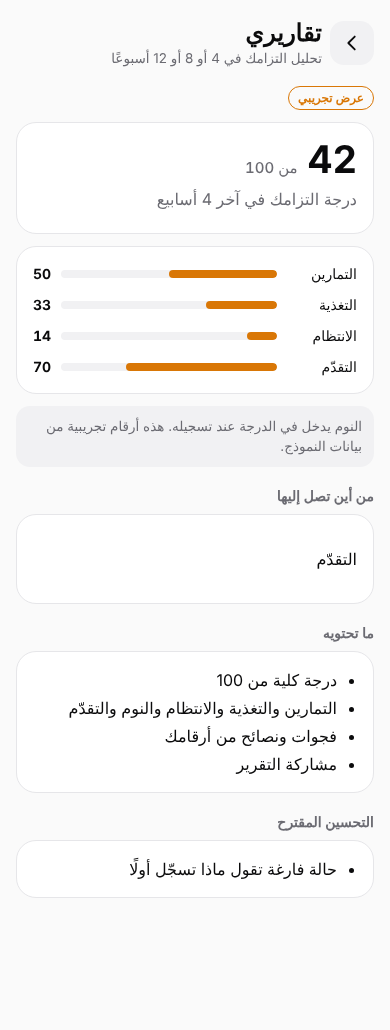 تقاريري
تحليل التزامك في 4 أو 8 أو 12 أسبوعًا
عرض تجريبي
42 من 100
درجة التزامك في آخر 4 أسابيع
التمارين 50
التغذية 33
الانتظام 14
التقدّم 70
النوم يدخل في الدرجة عند تسجيله. هذه أرقام تجريبية من
بيانات النموذج.
من أين تصل إليها
التقدّم
ما تحتويه
• درجة كلية من 100
• التمارين والتغذية والانتظام والنوم والتقدّم
• فجوات ونصائح من أرقامك
• مشاركة التقرير
التحسين المقترح
• حالة فارغة تقول ماذا تسجّل أولًا